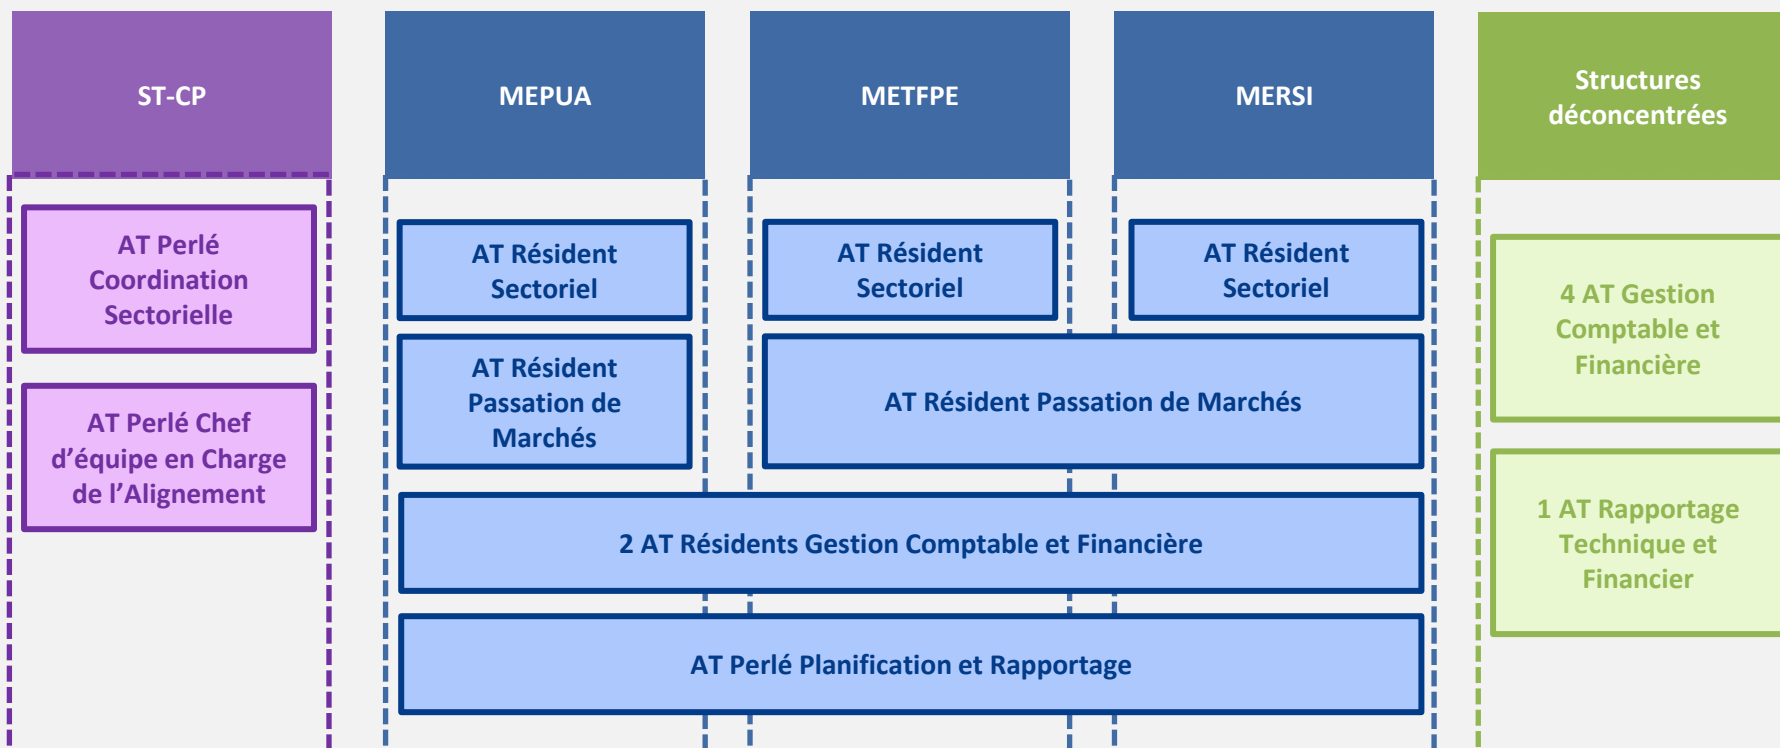 ST-CP
MEPUA
METFPE
MERSI
Structures
déconcentrées
AT Perlé
Coordination
Sectorielle
AT Perlé Chef
d’équipe en Charge
de l’Alignement
AT Résident
Sectoriel
AT Résident
Sectoriel
AT Résident
Sectoriel
AT Résident
Passation de
Marchés
AT Résident Passation de Marchés
2 AT Résidents Gestion Comptable et Financière
AT Perlé Planification et Rapportage
4 AT Gestion
Comptable et
Financière
1 AT Rapportage
Technique et
Financier